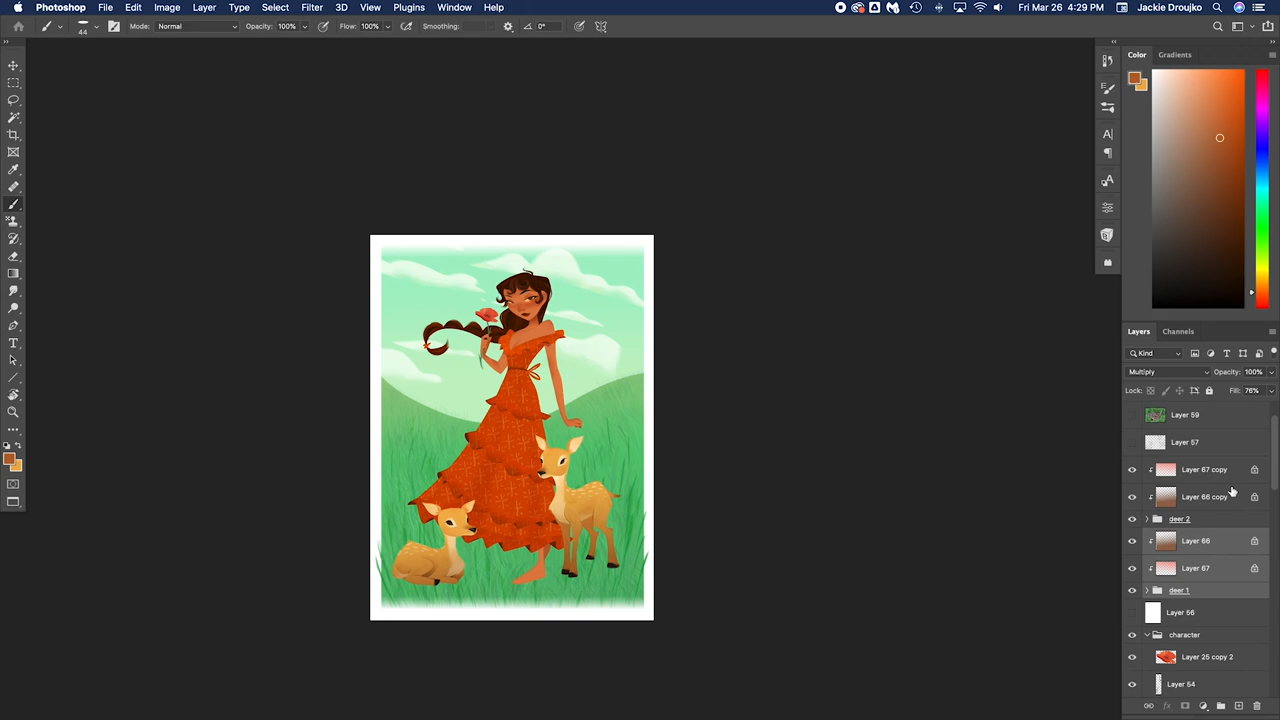 Photoshop File Edit Image Layer Type Select Filter 3D View Plugins Window Help Fri Mar 26 4:29 PM Jackie Droujko
44 Mode: Normal Opacity: 100% Flow: 100% Smoothing: 0°
Color Gradients
Layers Channels
Kind
Multiply Opacity: 100%
Lock: Fill: 76%
Layer 59
Layer 57
Layer 67 copy
Layer 66 copy
deer 2
Layer 66
Layer 67
deer 1
Layer 56
character
Layer 25 copy 2
Layer 54